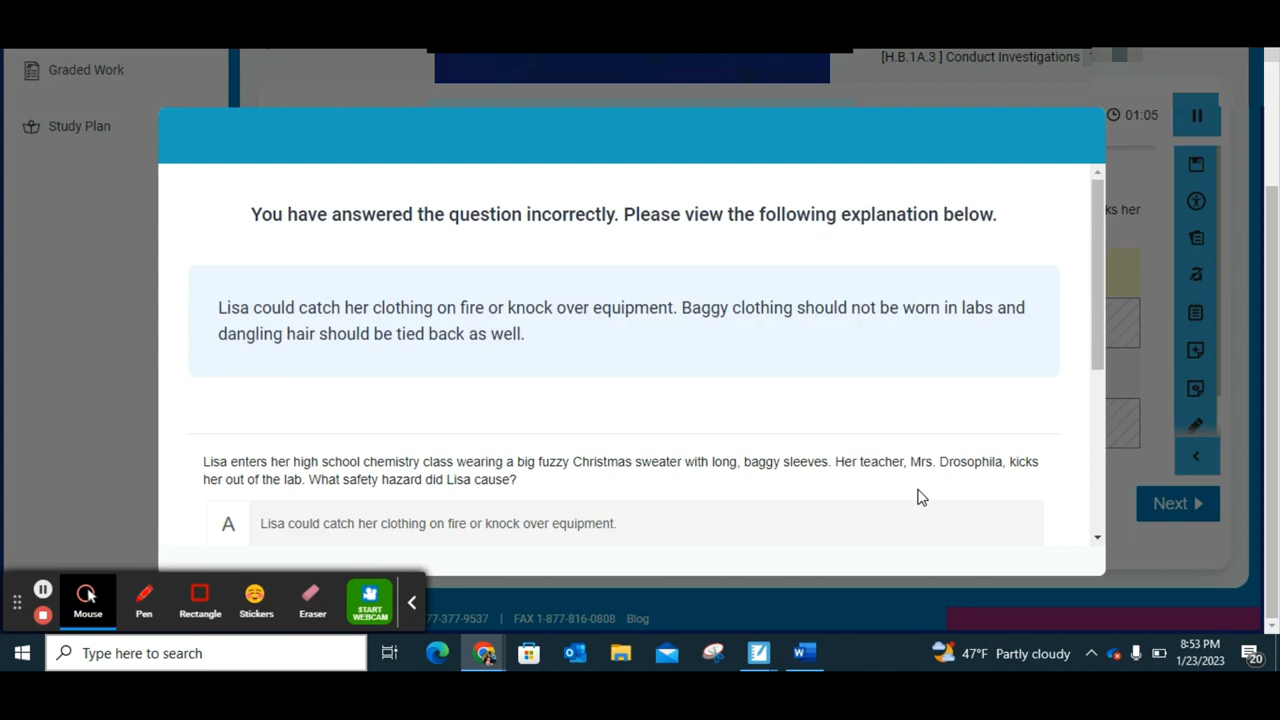 Graded Work
[H.B.1A.3 ] Conduct Investigations
Study Plan
01:05
You have answered the question incorrectly. Please view the following explanation below.
ks her
Lisa could catch her clothing on fire or knock over equipment. Baggy clothing should not be worn in labs and
dangling hair should be tied back as well.
Lisa enters her high school chemistry class wearing a big fuzzy Christmas sweater with long, baggy sleeves. Her teacher, Mrs. Drosophila, kicks
her out of the lab. What safety hazard did Lisa cause?
A Lisa could catch her clothing on fire or knock over equipment.
Next
Mouse
Pen
Rectangle
Stickers
Eraser
START
WEBCAM
77-377-9537 | FAX 1-877-816-0808 Blog
Type here to search
47°F Partly cloudy
8:53 PM
1/23/2023
20